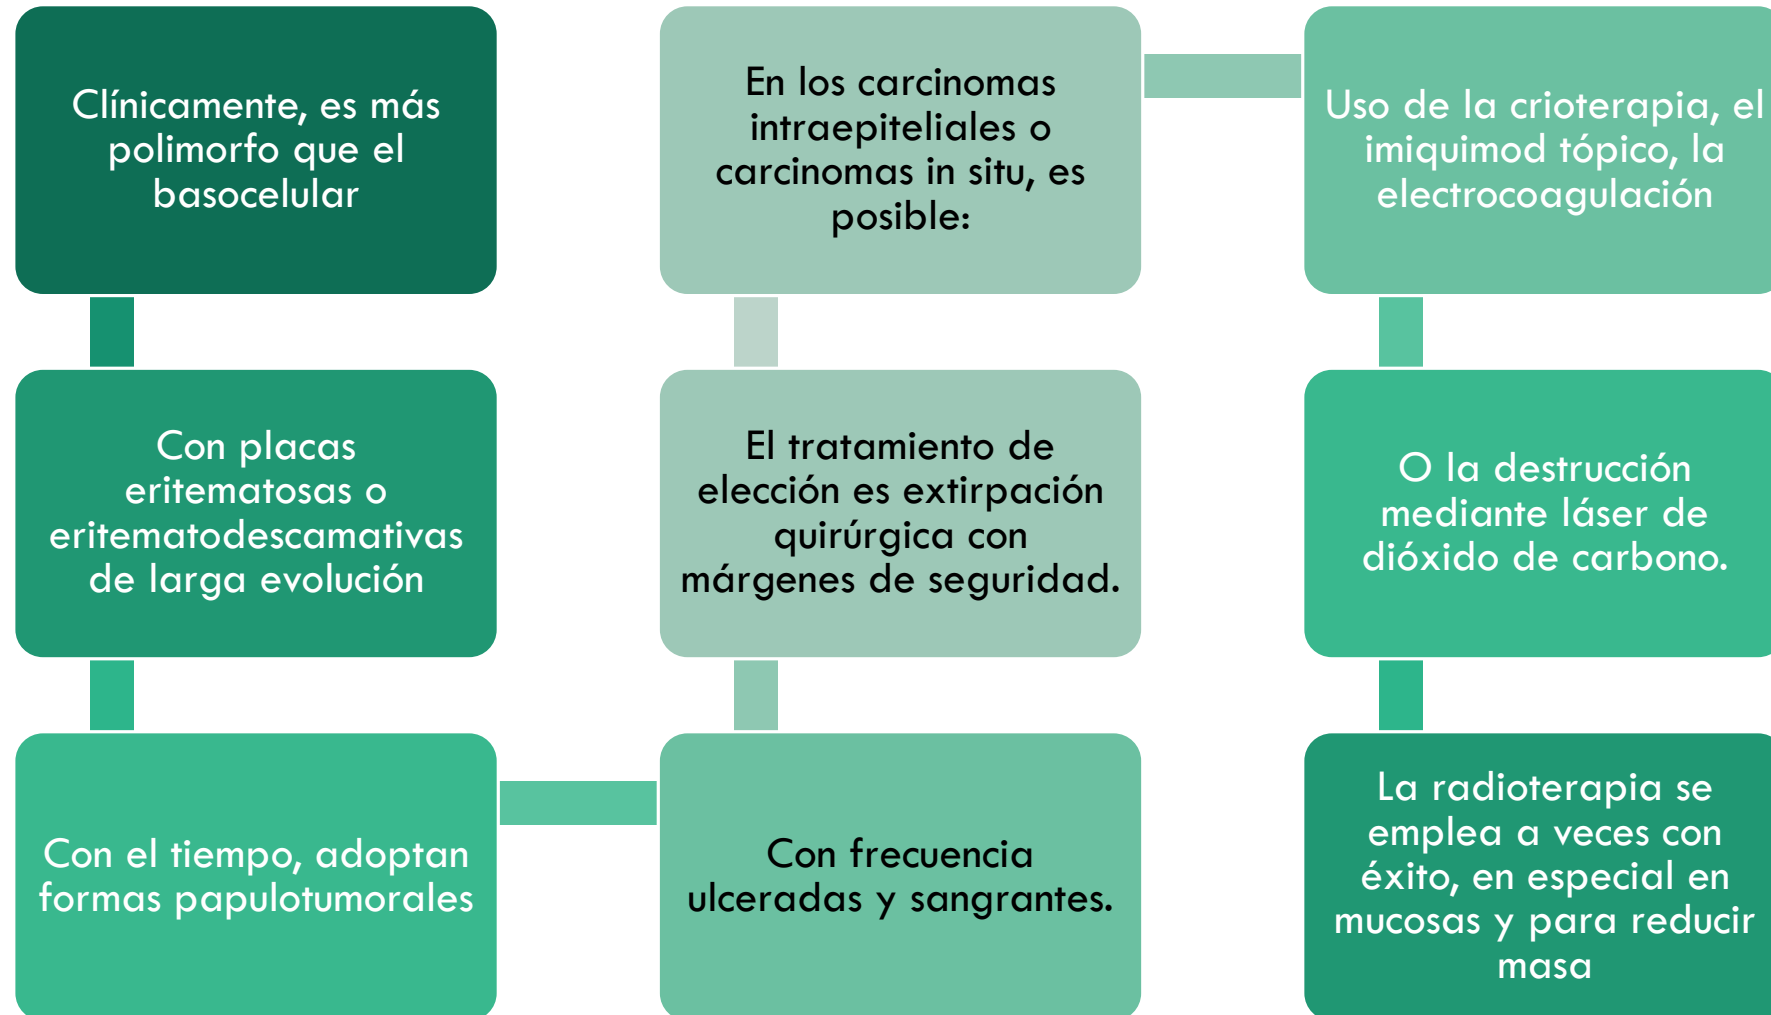 Clínicamente, es más
polimorfo que el
basocelular
Con placas
eritematosas o
eritematodescamativas
de larga evolución
Con el tiempo, adoptan
formas papulotumorales
Con frecuencia
ulceradas y sangrantes.
El tratamiento de
elección es extirpación
quirúrgica con
márgenes de seguridad.
En los carcinomas
intraepiteliales o
carcinomas in situ, es
posible:
Uso de la crioterapia, el
imiquimod tópico, la
electrocoagulación
O la destrucción
mediante láser de
dióxido de carbono.
La radioterapia se
emplea a veces con
éxito, en especial en
mucosas y para reducir
masa